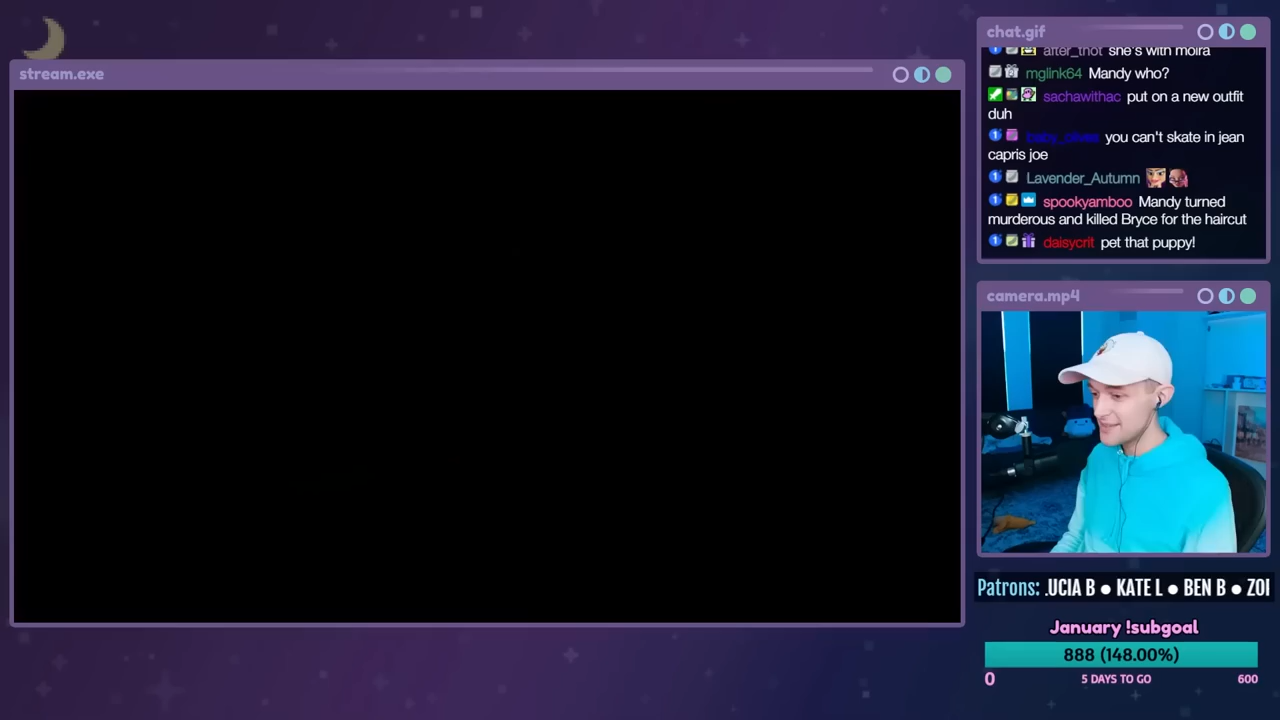 stream.exe
chat.gif
after_thot she's with moira
mglink64 Mandy who?
sachawithac put on a new outfit
duh
you can't skate in jean
capris joe
Lavender_Autumn
spookyamboo Mandy turned
murderous and killed Bryce for the haircut
daisycrit pet that puppy!
camera.mp4
Patrons: .UCIA B ● KATE L ● BEN B ● ZOI
January !subgoal
888 (148.00%)
0 5 DAYS TO GO 600